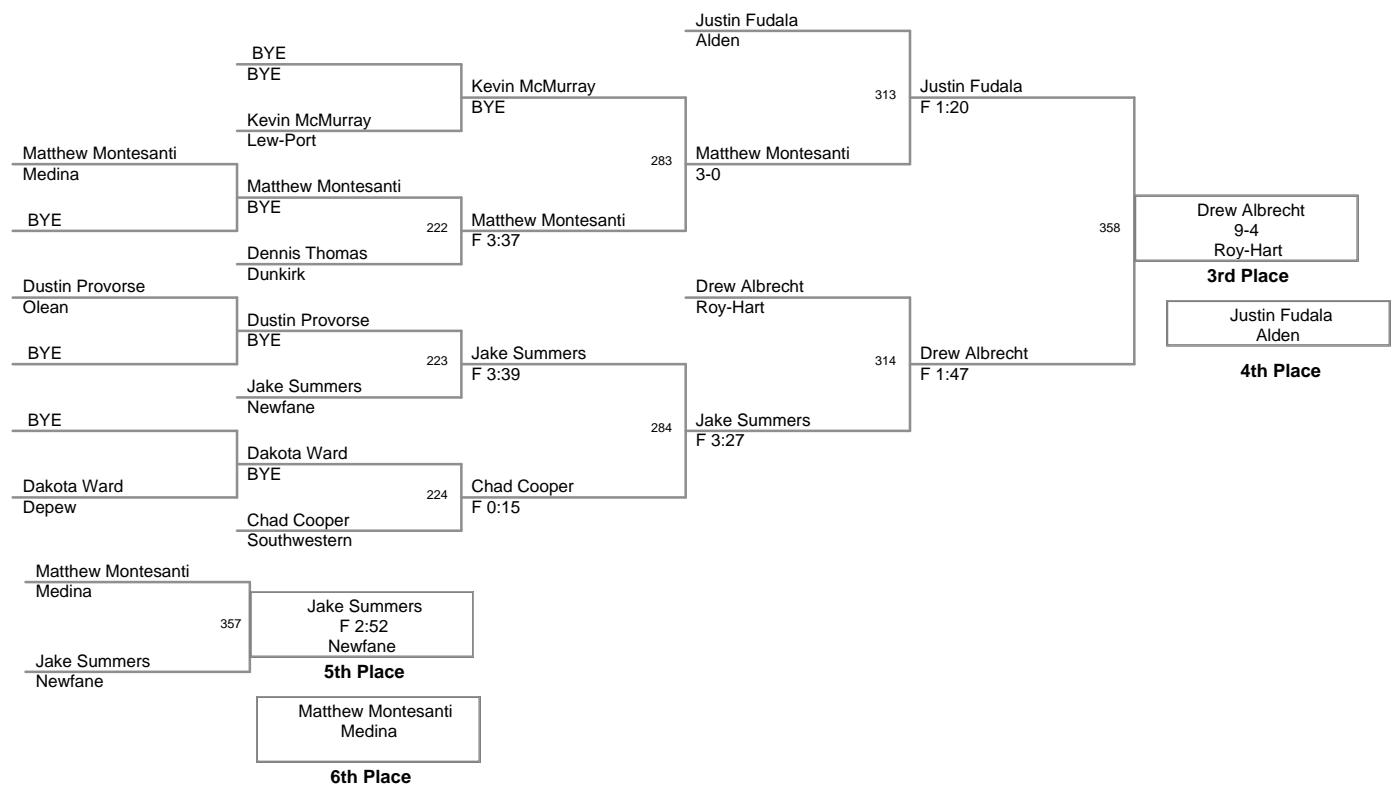 Justin Fudala
Alden
BYE
BYE
Kevin McMurray
BYE
313
Justin Fudala
F 1:20
Kevin McMurray
Lew-Port
Matthew Montesanti
Medina
283
Matthew Montesanti
3-0
Matthew Montesanti
BYE
BYE
222
Matthew Montesanti
F 3:37
358
Drew Albrecht
9-4
Roy-Hart
3rd Place
Dennis Thomas
Dunkirk
Dustin Provorse
Olean
Drew Albrecht
Roy-Hart
Justin Fudala
Alden
4th Place
Dustin Provorse
BYE
BYE
223
Jake Summers
F 3:39
314
Drew Albrecht
F 1:47
Jake Summers
Newfane
BYE
284
Jake Summers
F 3:27
Dakota Ward
BYE
Dakota Ward
Depew
224
Chad Cooper
F 0:15
Chad Cooper
Southwestern
Matthew Montesanti
Medina
357
Jake Summers
F 2:52
Newfane
5th Place
Jake Summers
Newfane
Matthew Montesanti
Medina
6th Place